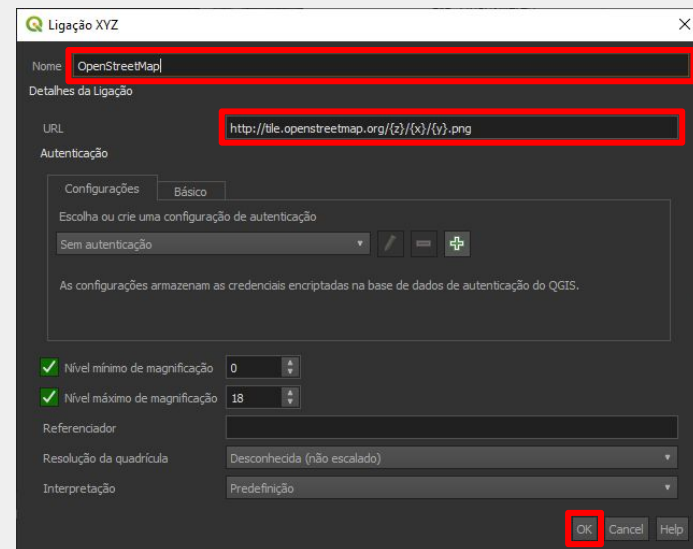 Ligação XYZ
Nome OpenStreetMap
Detalhes da Ligação
URL http://tile.openstreetmap.org/{z}/{x}/{y}.png
Autenticação
Configurações Básico
Escolha ou crie uma configuração de autenticação
Sem autenticação
As configurações armazenam as credenciais encriptadas na base de dados de autenticação do QGIS.
Nível mínimo de magnificação 0
Nível máximo de magnificação 18
Referenciador
Resolução da quadrícula Desconhecida (não escalado)
Interpretação Predefinição
OK Cancel Help